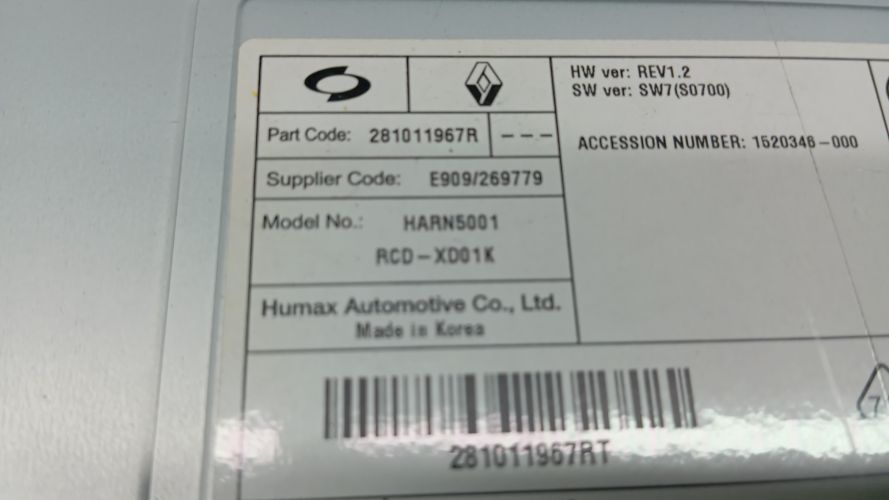 HW ver: REV1.2
SW ver: SW7(S0700)
Part Code: 281011967R ---
ACCESSION NUMBER: 1520346-000
Supplier Code: E909/269779
Model No.: HARN5001
RCD-XD01K
Humax Automotive Co., Ltd.
Made in Korea
281011967RT
7